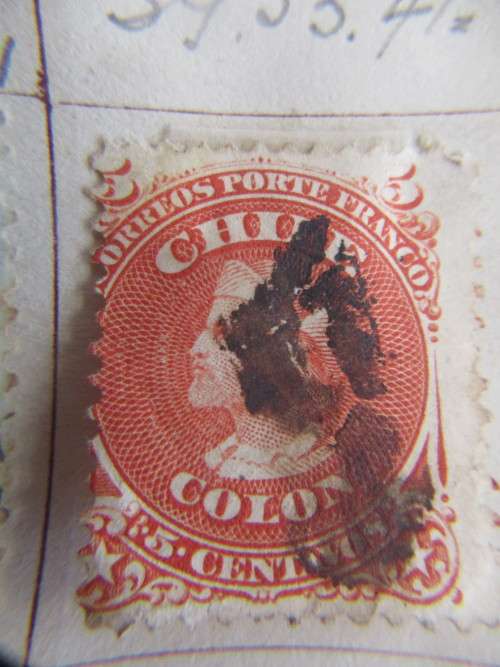 5 5
CORREOS PORTE FRANCO
CHILE
COLON
5. CENTAVOS